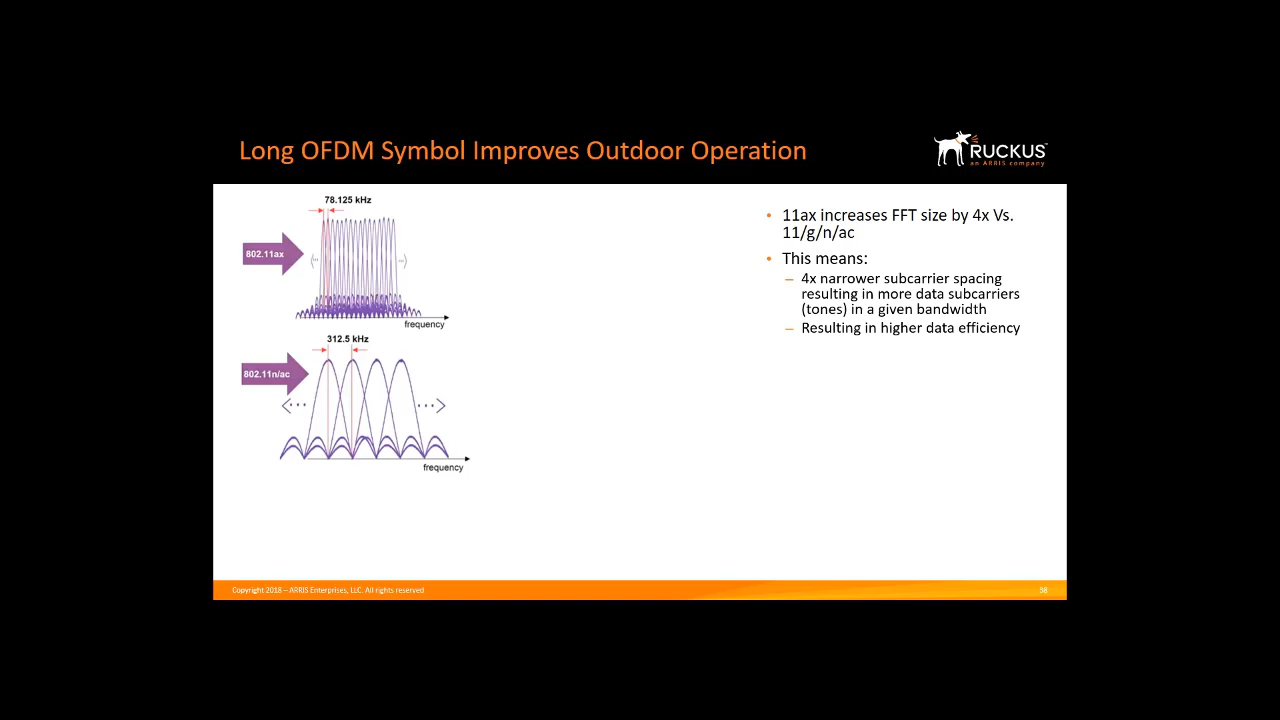 Long OFDM Symbol Improves Outdoor Operation
RUCKUS
an ARRIS company
78.125 kHz
802.11ax
frequency
312.5 kHz
802.11n/ac
frequency
• 11ax increases FFT size by 4x Vs.
11/g/n/ac
• This means:
– 4x narrower subcarrier spacing
resulting in more data subcarriers
(tones) in a given bandwidth
– Resulting in higher data efficiency
Copyright 2018 – ARRIS Enterprises, LLC. All rights reserved
38